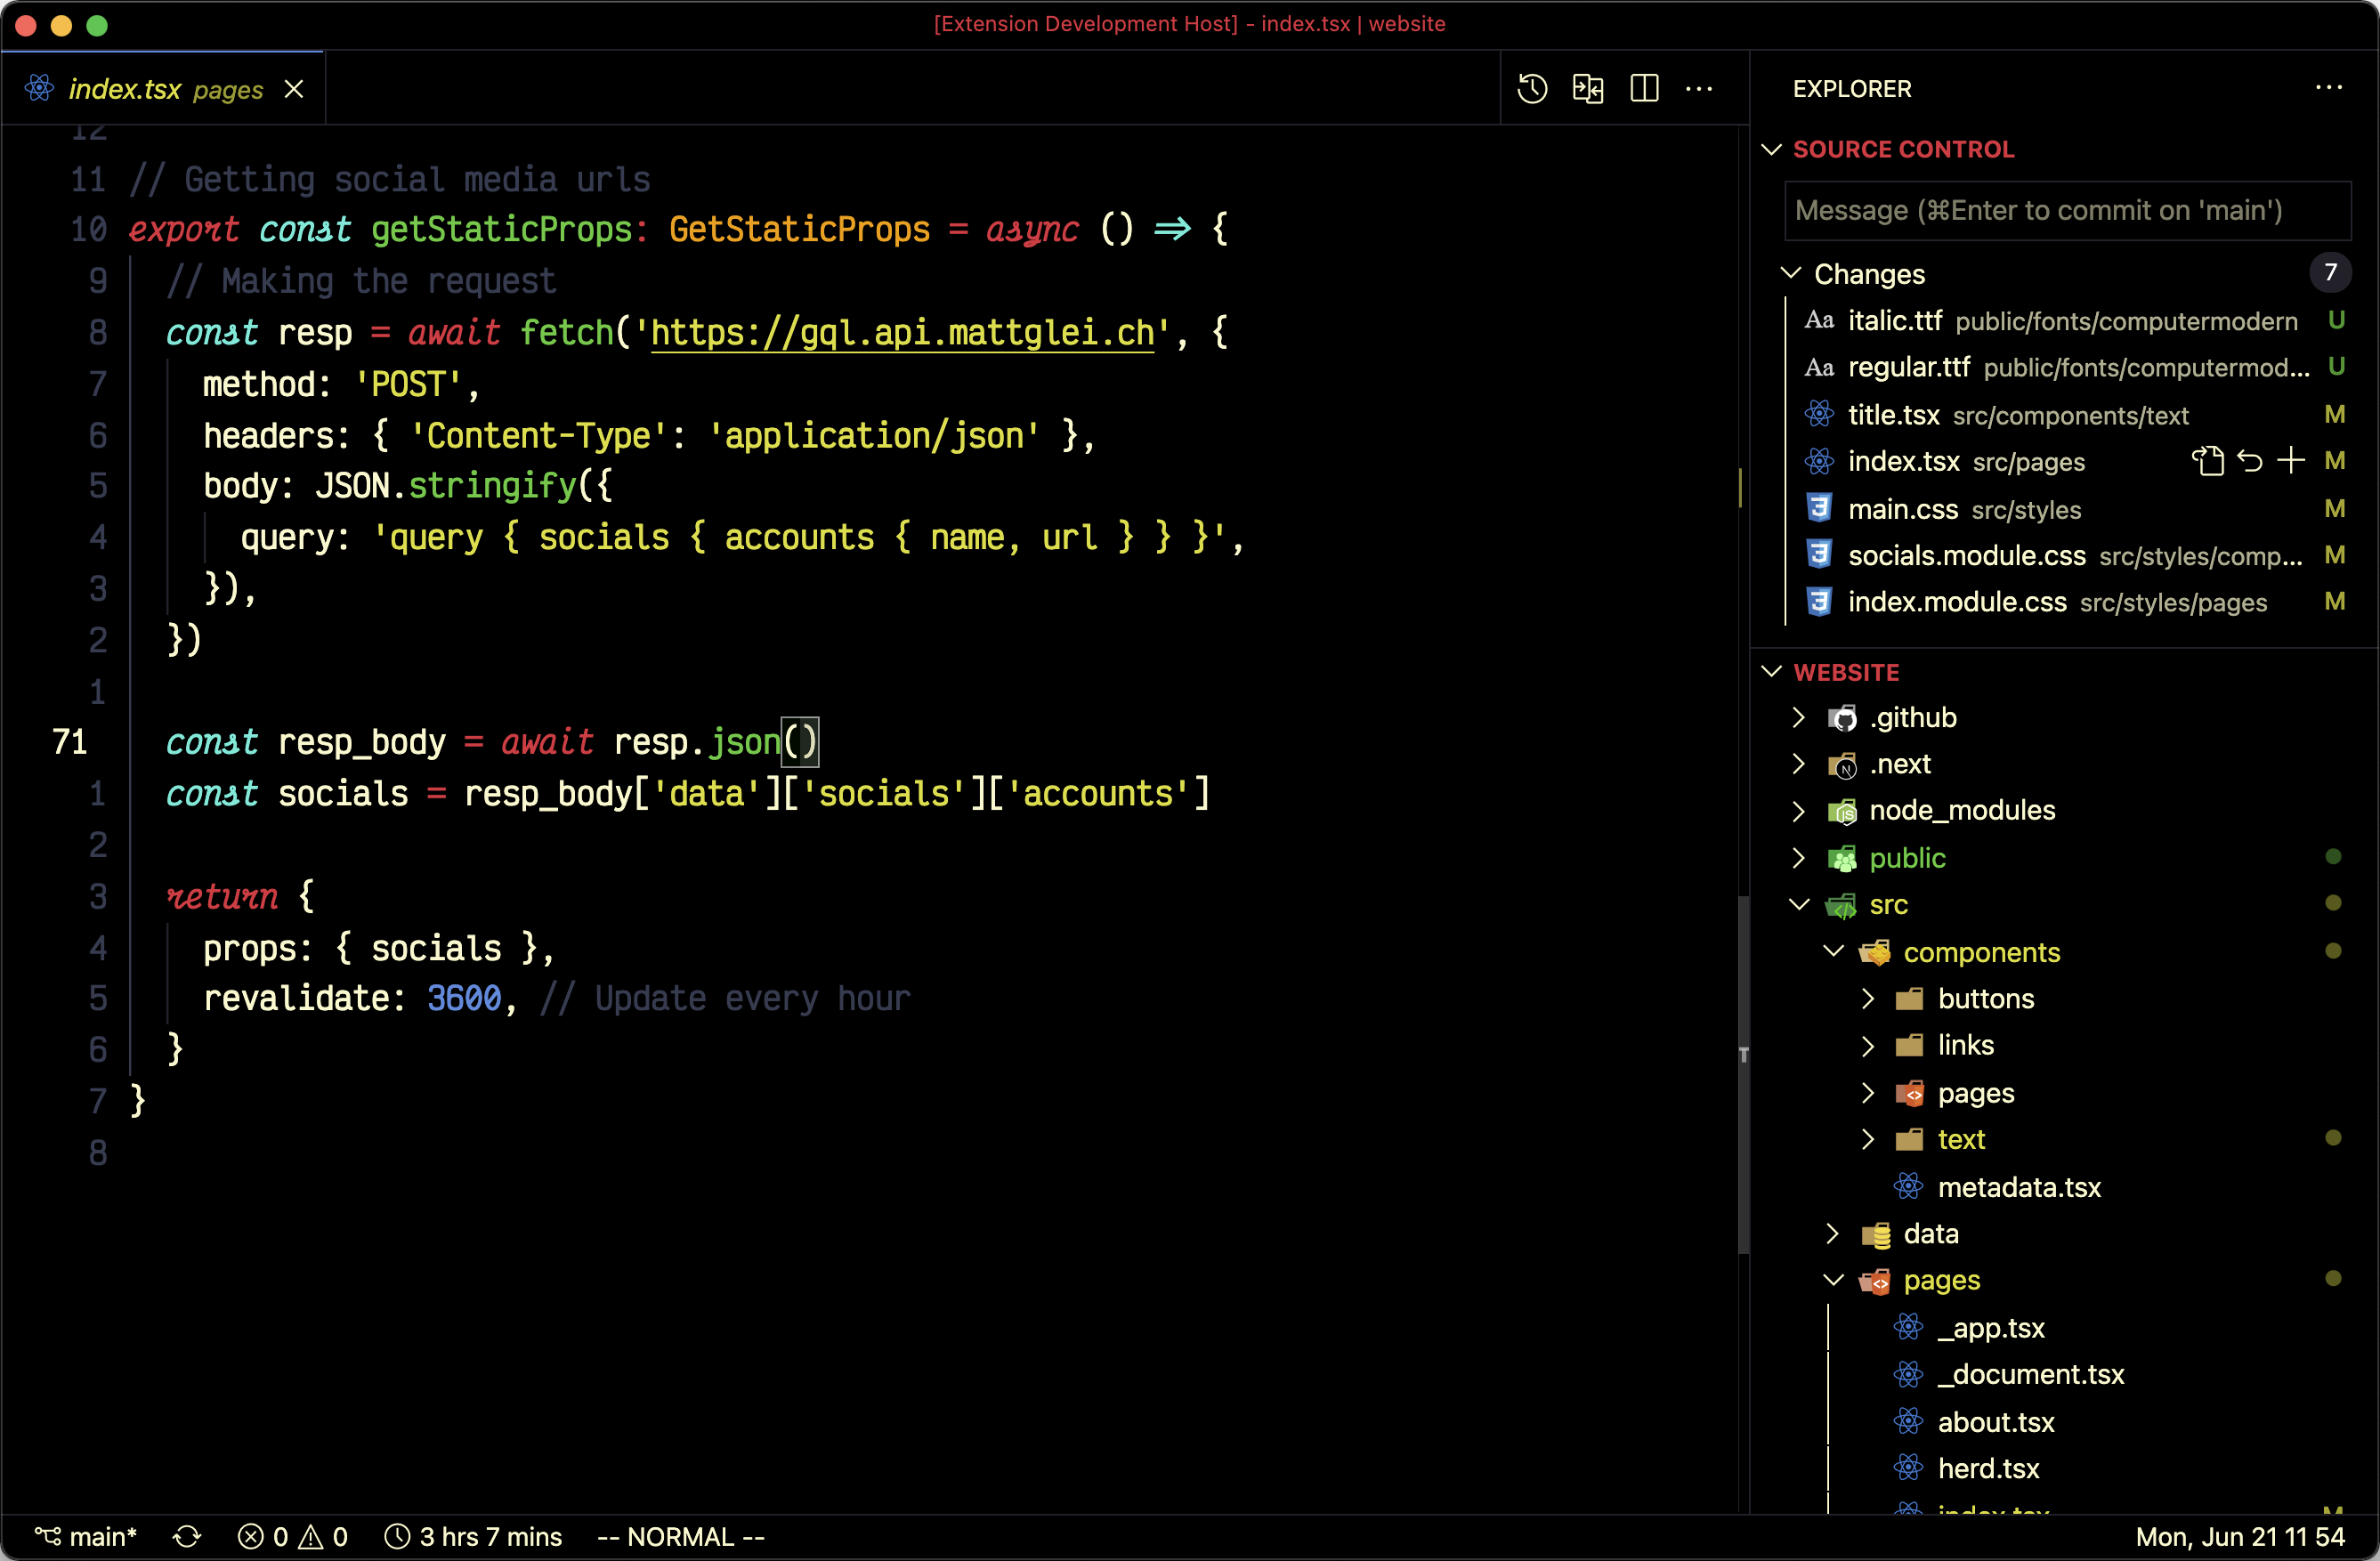 [Extension Development Host] - index.tsx | website
index.tsx pages
12
11 // Getting social media urls
10 export const getStaticProps: GetStaticProps = async () => {
9 // Making the request
8 const resp = await fetch('https://gql.api.mattglei.ch', {
7 method: 'POST',
6 headers: { 'Content-Type': 'application/json' },
5 body: JSON.stringify({
4 query: 'query { socials { accounts { name, url } } }',
3 }),
2 })
1
71 const resp_body = await resp.json()
1 const socials = resp_body['data']['socials']['accounts']
2
3 return {
4 props: { socials },
5 revalidate: 3600, // Update every hour
6 }
7 }
8
EXPLORER
SOURCE CONTROL
Message (⌘Enter to commit on 'main')
Changes 7
Aa italic.ttf public/fonts/computermodern U
Aa regular.ttf public/fonts/computermod... U
title.tsx src/components/text M
index.tsx src/pages M
main.css src/styles M
socials.module.css src/styles/comp... M
index.module.css src/styles/pages M
WEBSITE
.github
.next
node_modules
public
src
components
buttons
links
pages
text
metadata.tsx
data
pages
_app.tsx
_document.tsx
about.tsx
herd.tsx
index.tsx M
main* 0 0 3 hrs 7 mins -- NORMAL -- Mon, Jun 21 11 54